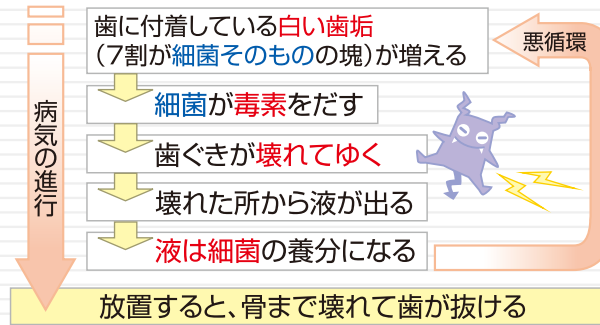 歯に付着している白い歯垢
（7割が細菌そのものの塊）が増える
悪循環
細菌が毒素をだす
歯ぐきが壊れてゆく
壊れた所から液が出る
液は細菌の養分になる
病気の進行
放置すると、骨まで壊れて歯が抜ける